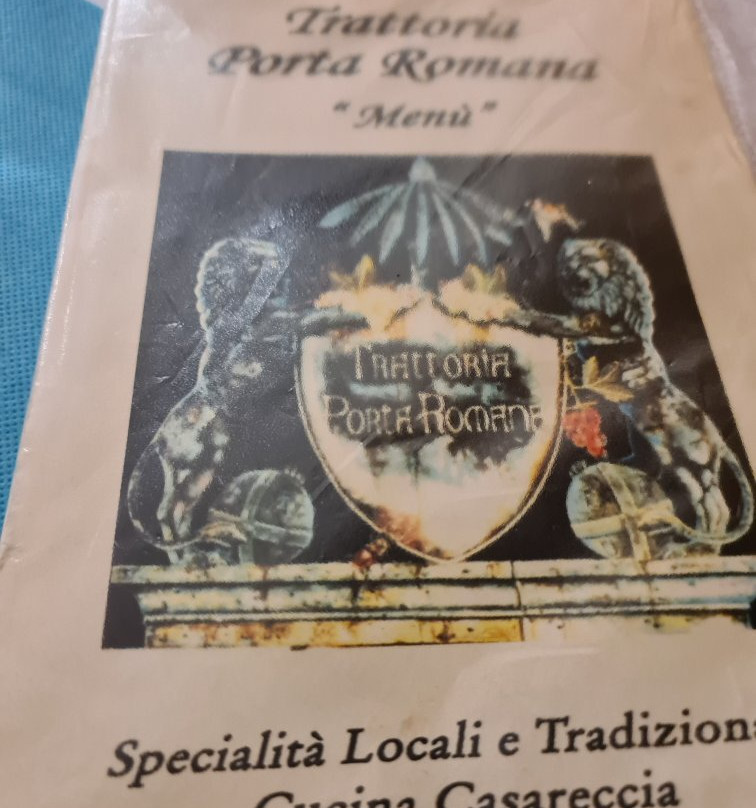 Trattoria
Porta Romana
"Menù"
TRATTORIA
PORTA ROMANA
Specialità Locali e Tradiziona
Cucina Casareccia